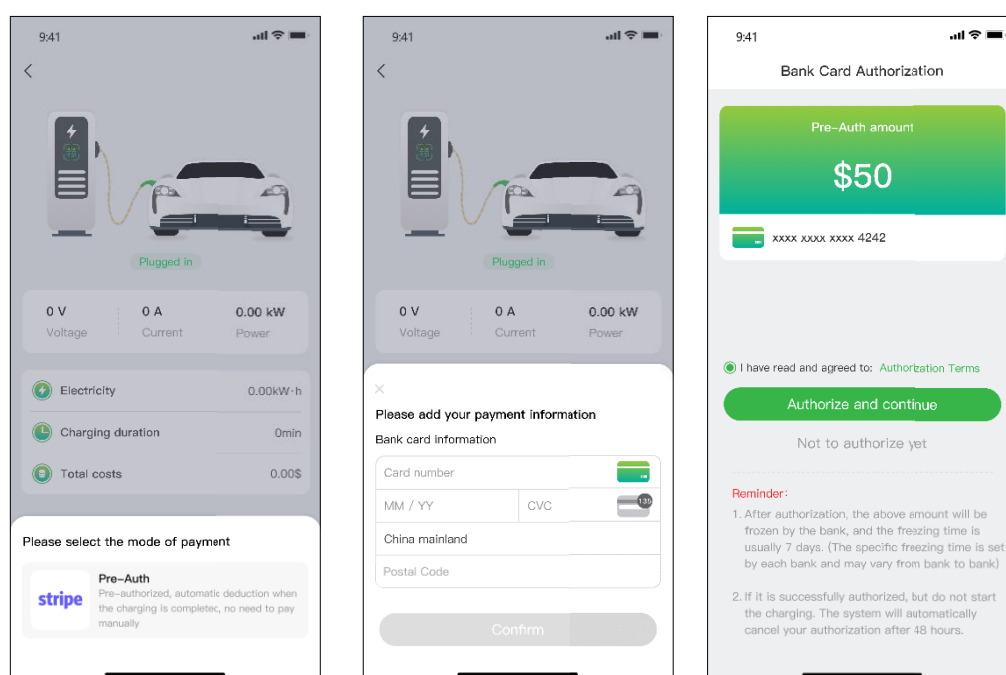 9:41
Plugged in
0 V
0 A
0.00 kW
Voltage
Current
Power
Electricity
0.00kW·h
Charging duration
0min
Total costs
0.00$
Please select the mode of payment
stripe
Pre-Auth
Pre-authorized, automatic deduction when
the charging is completed, no need to pay
manually
9:41
Plugged in
0 V
0 A
0.00 kW
Voltage
Current
Power
Please add your payment information
Bank card information
Card number
MM / YY
CVC
135
China mainland
Postal Code
Confirm
9:41
Bank Card Authorization
Pre-Auth amount
$50
xxxx xxxx xxxx 4242
I have read and agreed to: Authorization Terms
Authorize and continue
Not to authorize yet
Reminder:
1. After authorization, the above amount will be
frozen by the bank, and the freezing time is
usually 7 days. (The specific freezing time is set
by each bank and may vary from bank to bank)
2. If it is successfully authorized, but do not start
the charging. The system will automatically
cancel your authorization after 48 hours.